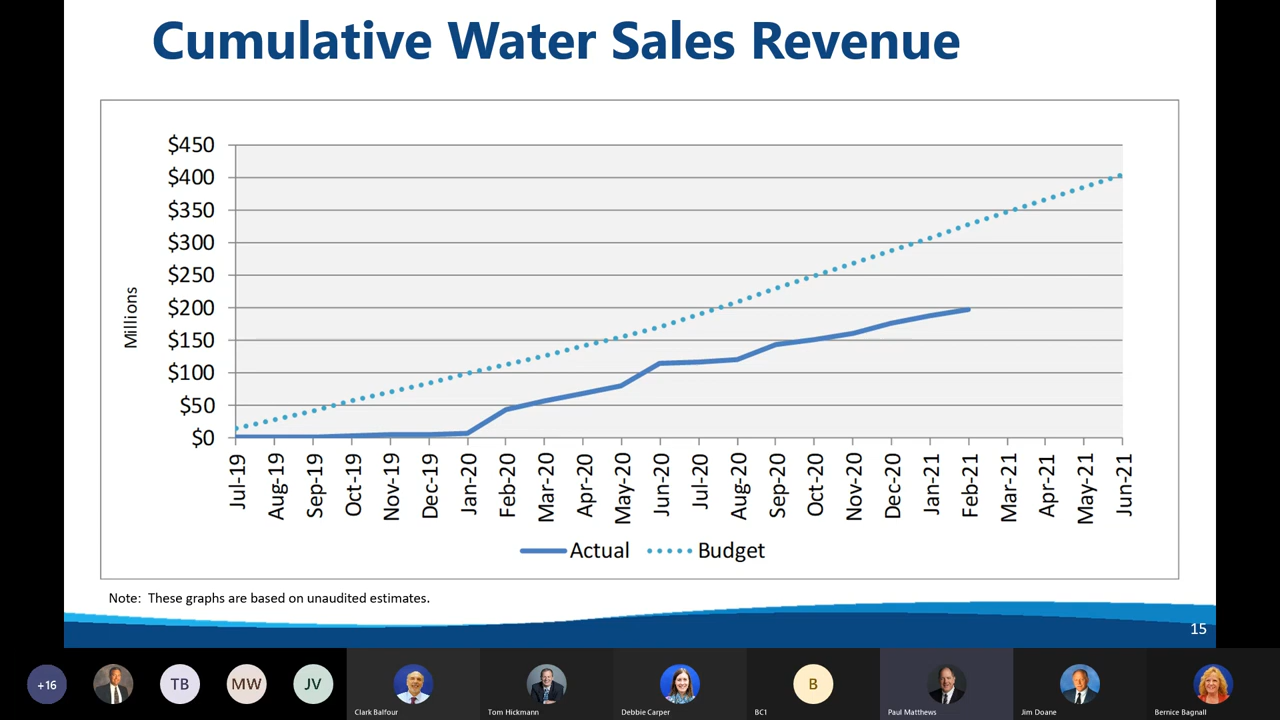 Cumulative Water Sales Revenue
$450
$400
$350
$300
$250
$200
$150
$100
$50
$0
Millions
Jul-19
Aug-19
Sep-19
Oct-19
Nov-19
Dec-19
Jan-20
Feb-20
Mar-20
Apr-20
May-20
Jun-20
Jul-20
Aug-20
Sep-20
Oct-20
Nov-20
Dec-20
Jan-21
Feb-21
Mar-21
Apr-21
May-21
Jun-21
Actual
Budget
Note: These graphs are based on unaudited estimates.
15
+16
TB
MW
JV
B
Clark Balfour
Tom Hickmann
Debbie Carper
BC1
Paul Matthews
Jim Doane
Bernice Bagnall